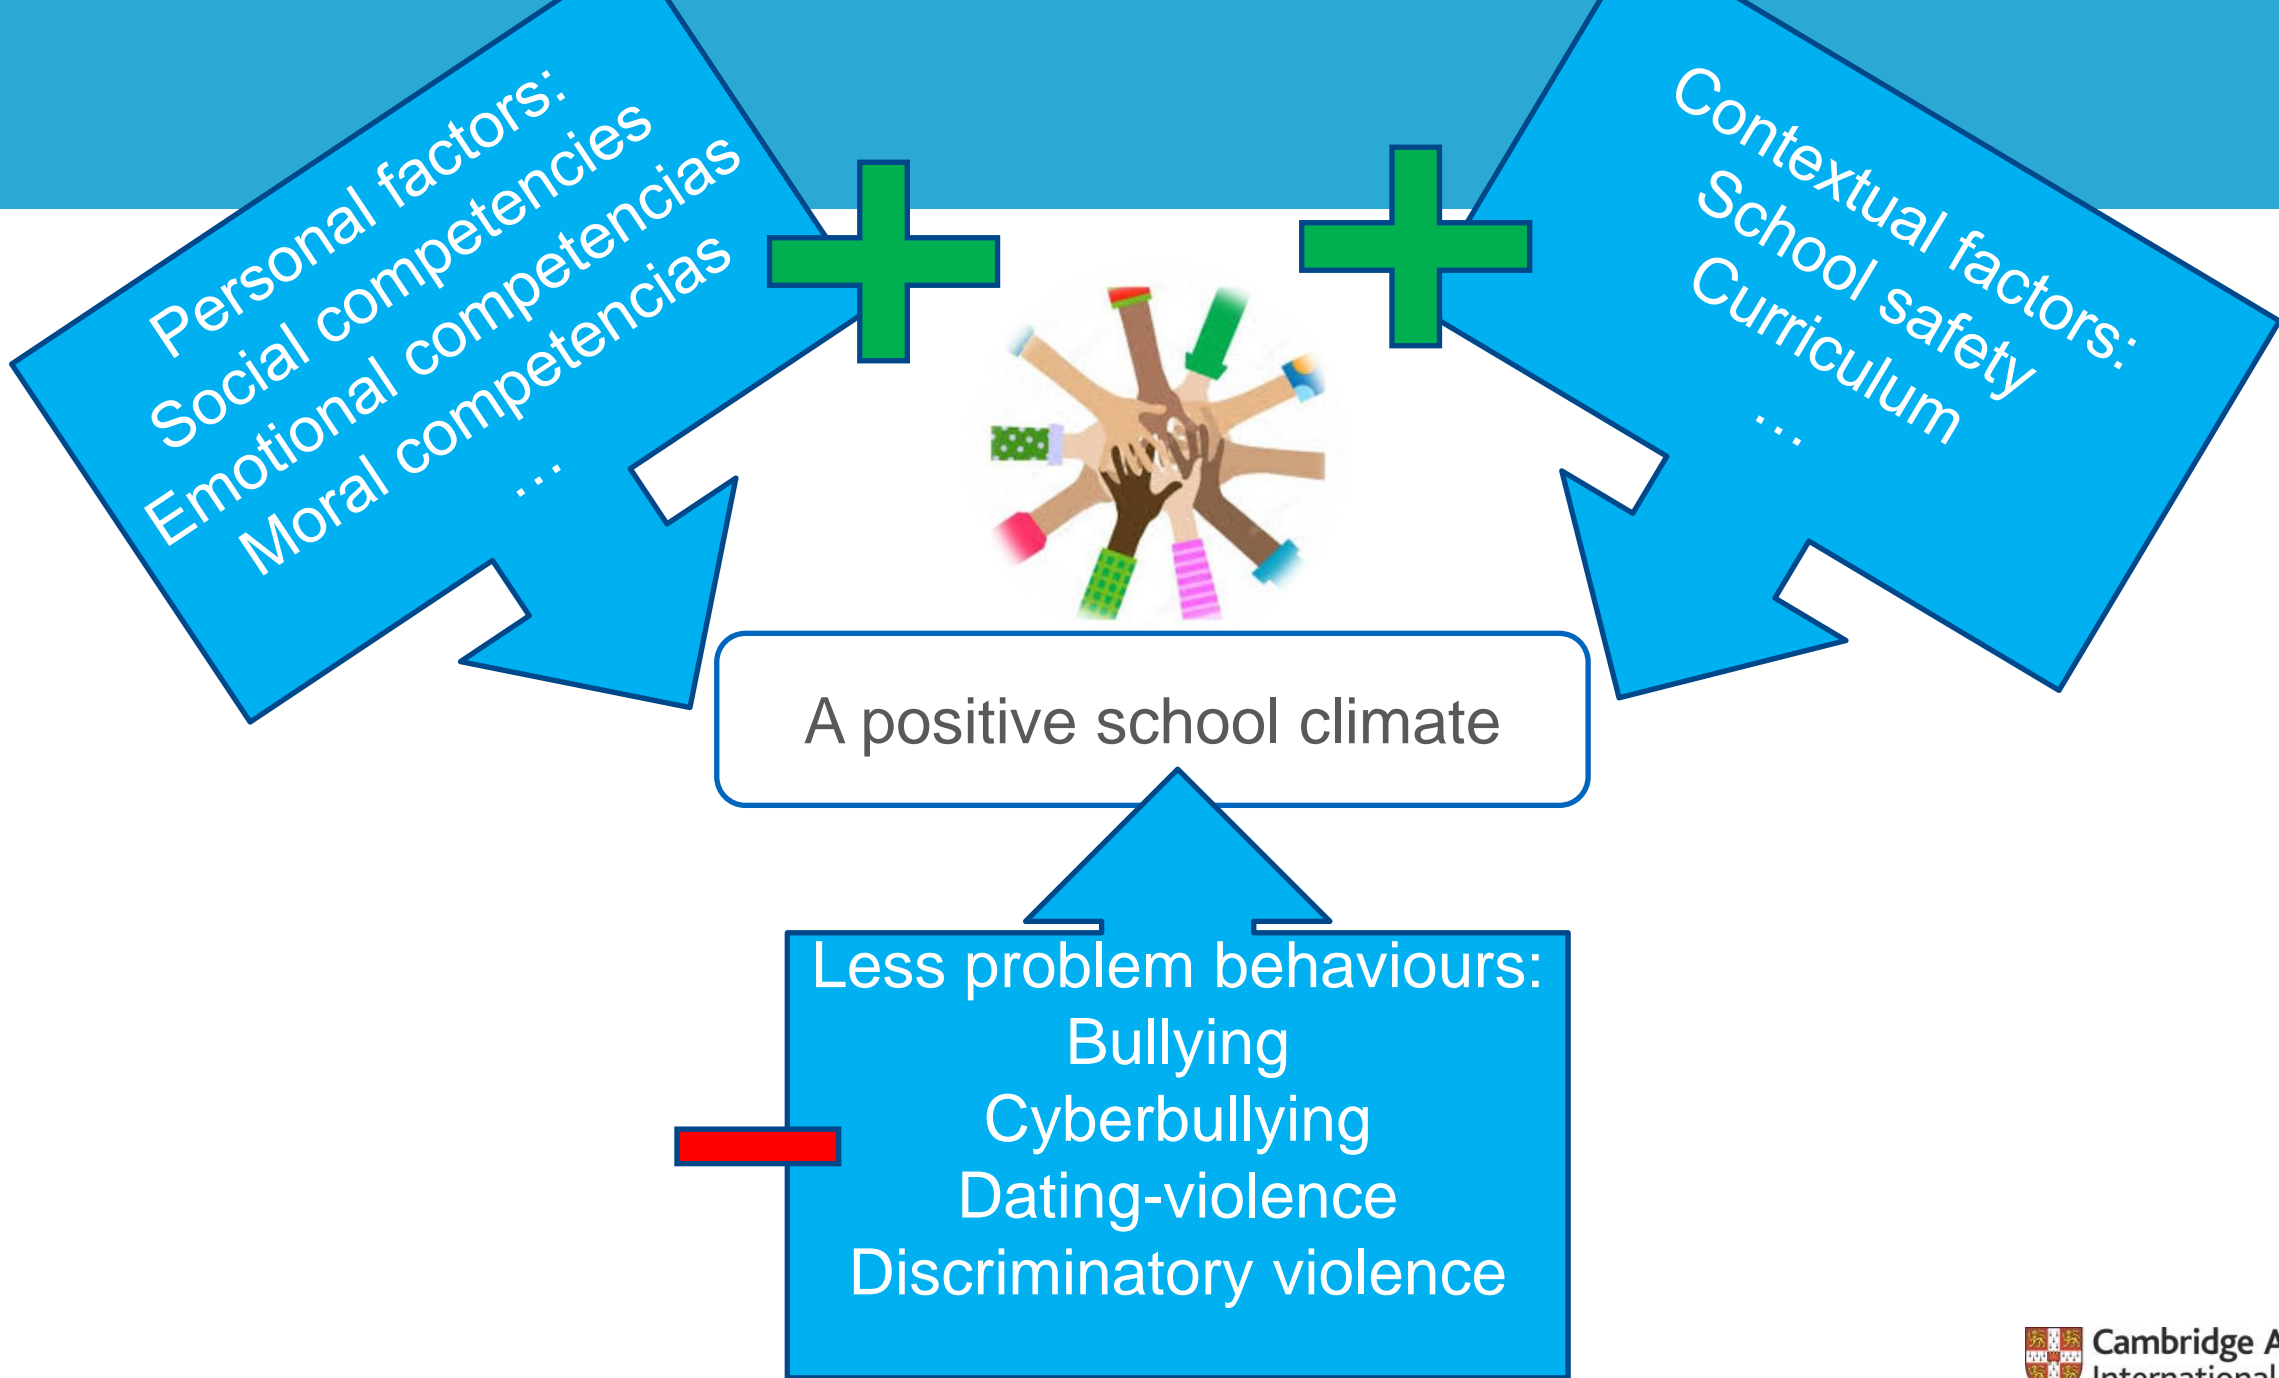 Personal factors:
Social competencies
Emotional competencias
Moral competencias
…
Contextual factors:
School safety
Curriculum
…
A positive school climate
Less problem behaviours:
Bullying
Cyberbullying
Dating-violence
Discriminatory violence
Cambridge A
International